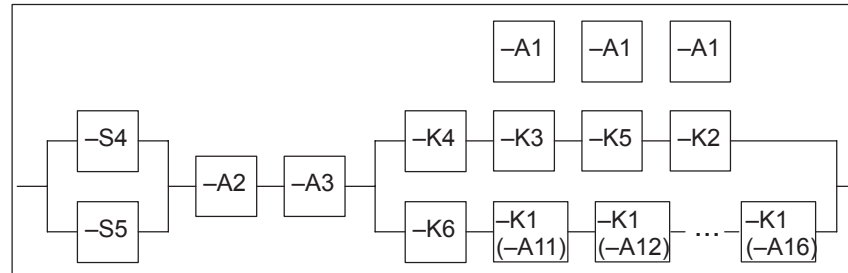 –A1 –A1 –A1
–S4 –K4 –K3 –K5 –K2
–A2 –A3
–S5 –K6 –K1 –K1 ... –K1
(–A11) (–A12) (–A16)